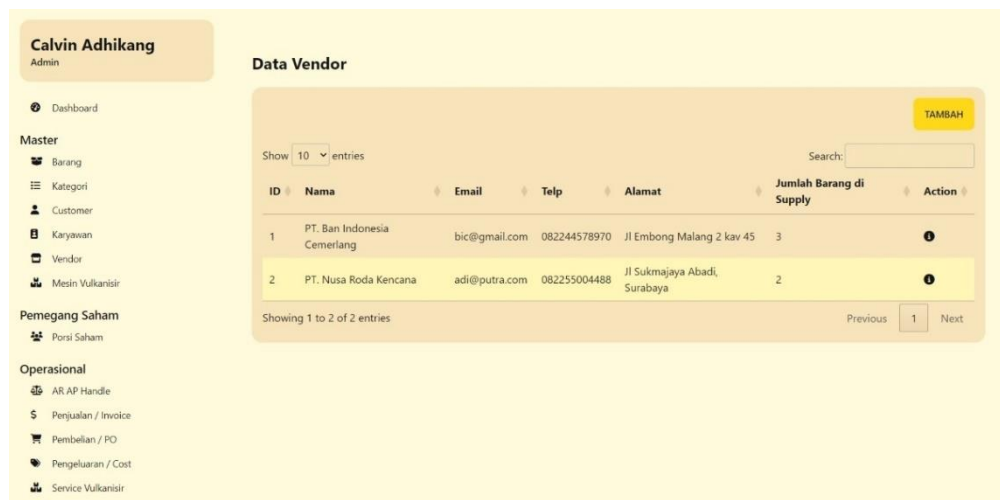 Calvin Adhikang
Admin
Dashboard
Master
Barang
Kategori
Customer
Karyawan
Vendor
Mesin Vulkanisir
Pemegang Saham
Porsi Saham
Operasional
AR AP Handle
Penjualan / Invoice
Pembelian / PO
Pengeluaran / Cost
Service Vulkanisir
Data Vendor
TAMBAH
Show 10 entries
Search:
ID Nama Email Telp Alamat Jumlah Barang di
Supply Action
1 PT. Ban Indonesia
Cemerlang bic@gmail.com 082244578970 Jl Embong Malang 2 kav 45 3
2 PT. Nusa Roda Kencana adi@putra.com 082255004488 Jl Sukmajaya Abadi,
Surabaya 2
Showing 1 to 2 of 2 entries
Previous 1 Next